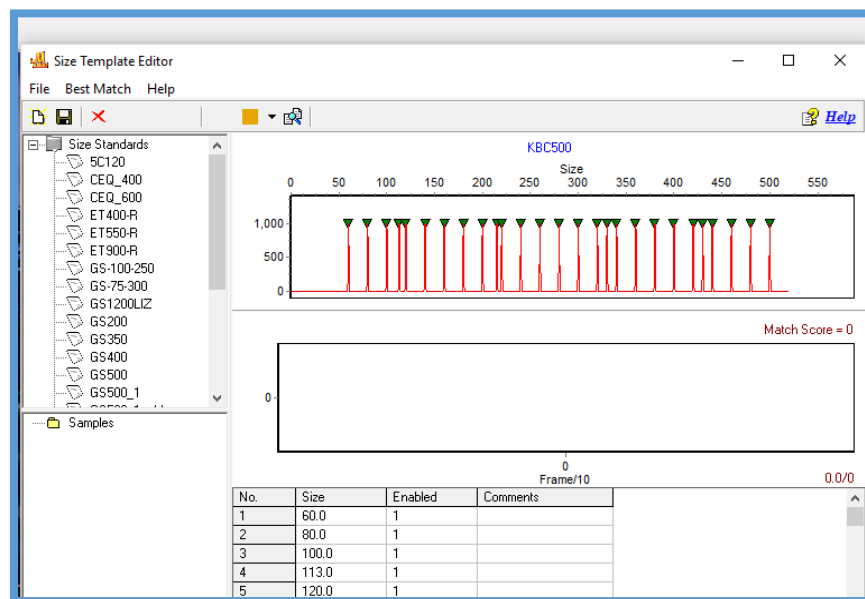 Size Template Editor
File Best Match Help
Help
Size Standards
5C120
CEQ_400
CEQ_600
ET400-R
ET550-R
ET900-R
GS-100-250
GS-75-300
GS1200LIZ
GS200
GS350
GS400
GS500
GS500_1
Samples
KBC500
Size
0 50 100 150 200 250 300 350 400 450 500 550
1,000
500
0
Match Score = 0
0
0
Frame/10
0.0/0
No. Size Enabled Comments
1 60.0 1
2 80.0 1
3 100.0 1
4 113.0 1
5 120.0 1